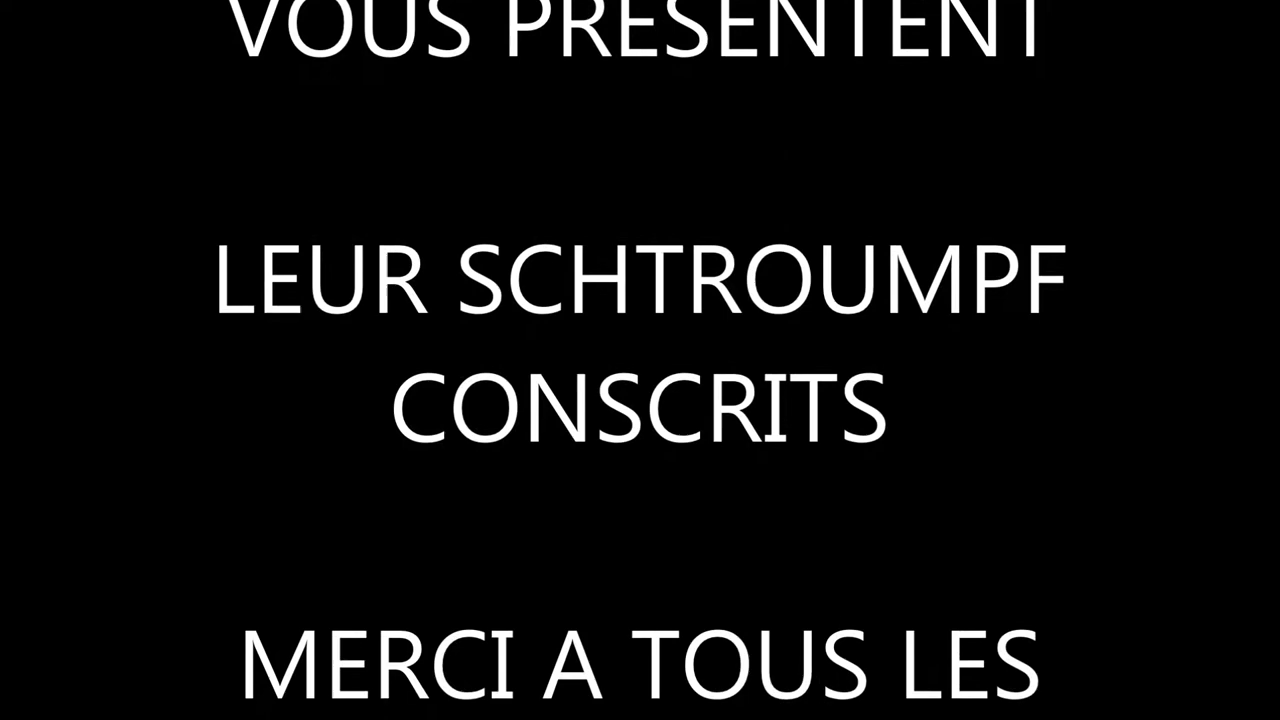 VOUS PRESENTENT
LEUR SCHTROUMPF
CONSCRITS
MERCI A TOUS LES